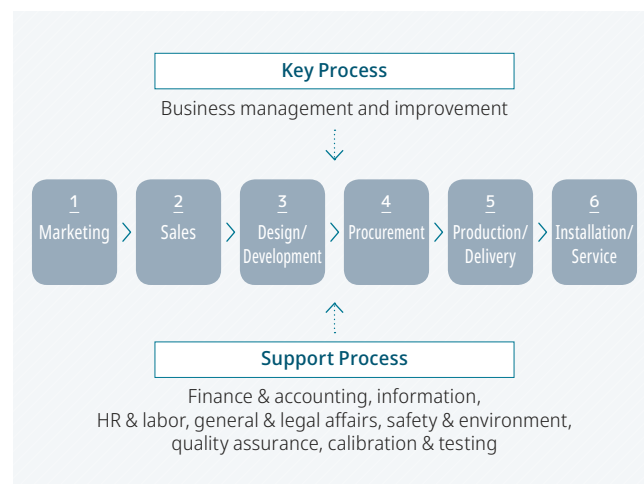 Key Process
Business management and improvement
1
Marketing
2
Sales
3
Design/
Development
4
Procurement
5
Production/
Delivery
6
Installation/
Service
Support Process
Finance & accounting, information,
HR & labor, general & legal affairs, safety & environment,
quality assurance, calibration & testing